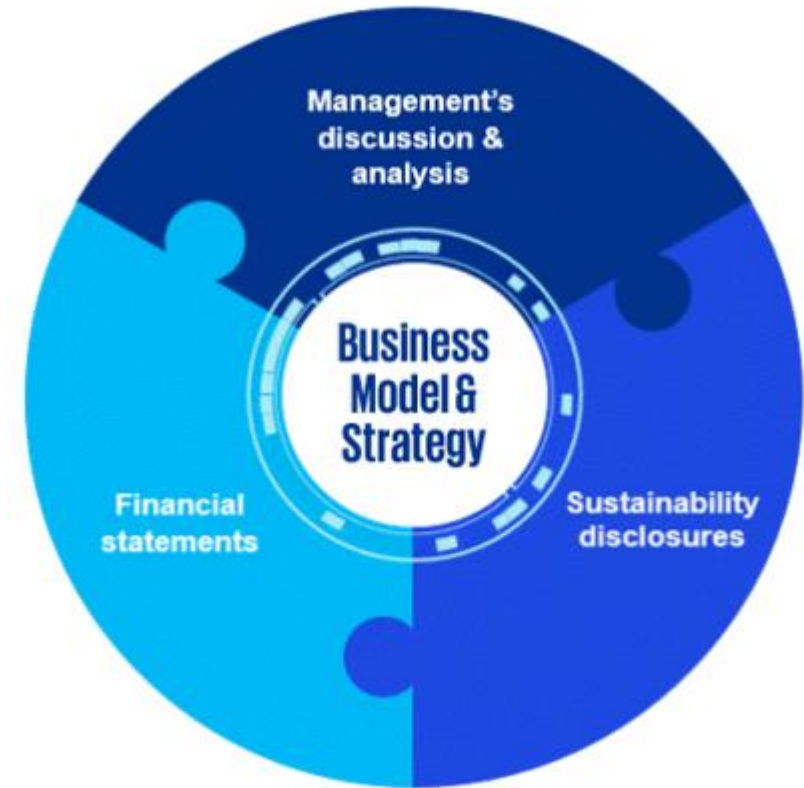 Management's
discussion &
analysis
Business
Model &
Strategy
Financial
statements
Sustainability
disclosures